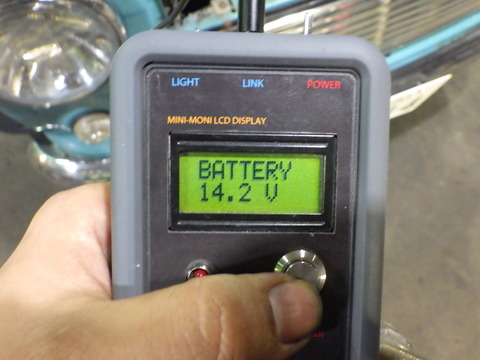 LIGHT LINK POWER
MINI-MONI LCD DISPLAY
BATTERY
14.2 V